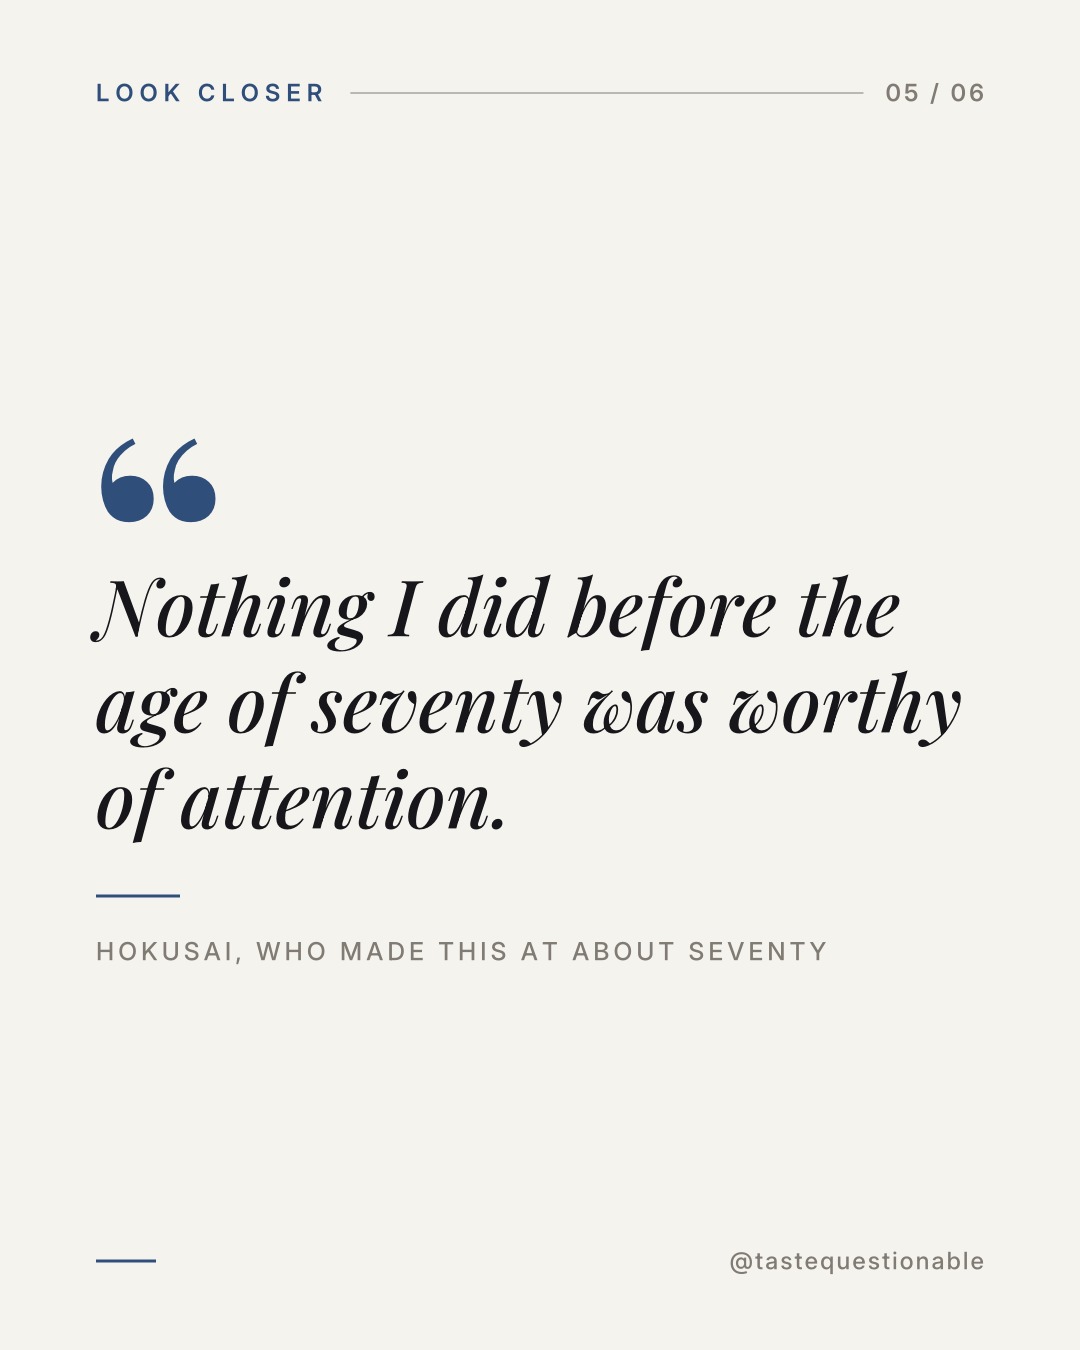 LOOK CLOSER 05 / 06
“
Nothing I did before the
age of seventy was worthy
of attention.
HOKUSAI, WHO MADE THIS AT ABOUT SEVENTY
@tastequestionable